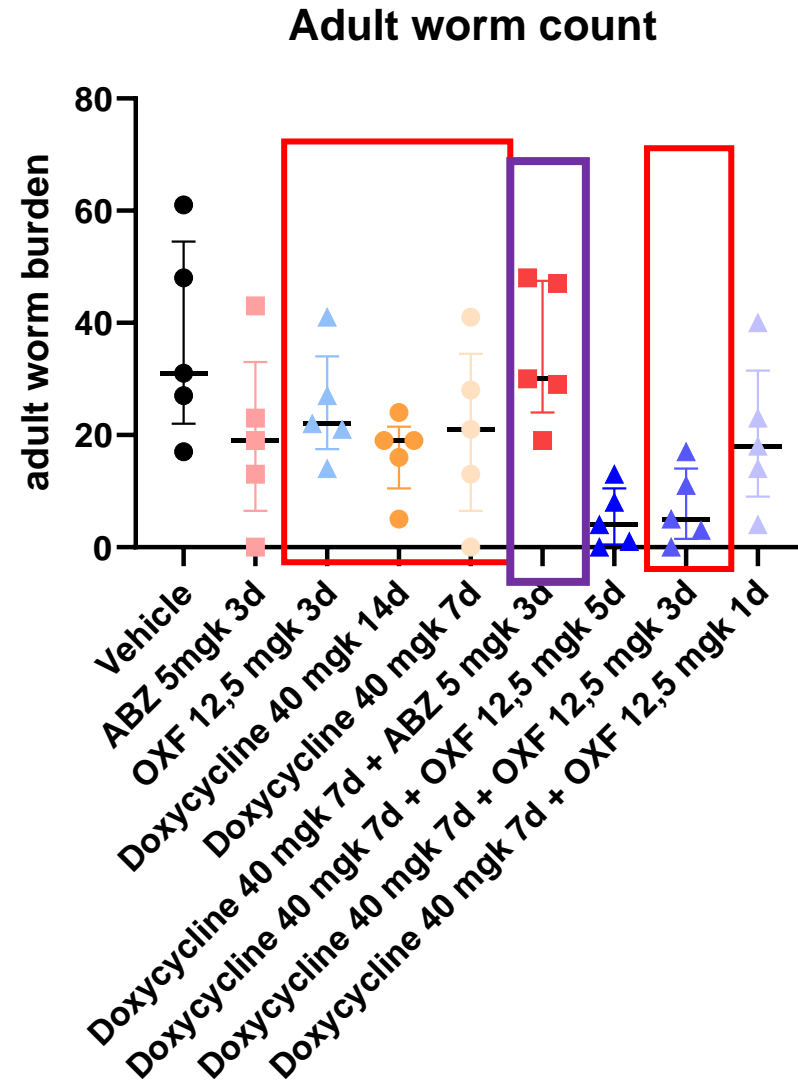 Adult worm count
adult worm burden
80
60
40
20
0
Vehicle
ABZ 5mgk 3d
OXF 12,5 mgk 3d
Doxycycline 40 mgk 14d
Doxycycline 40 mgk 7d
Doxycycline 40 mgk 7d + ABZ 5 mgk 3d
Doxycycline 40 mgk 7d + OXF 12,5 mgk 5d
Doxycycline 40 mgk 7d + OXF 12,5 mgk 3d
Doxycycline 40 mgk 7d + OXF 12,5 mgk 1d